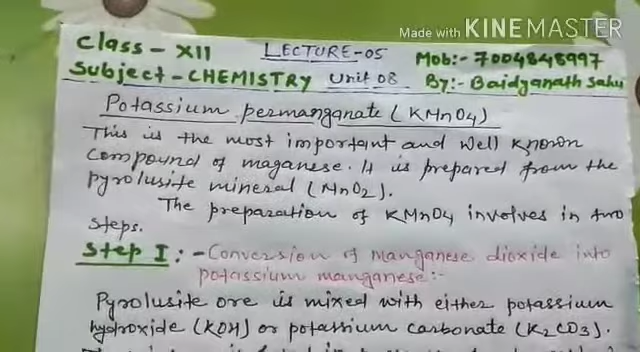 Made with KINEMASTER
Class - XII LECTURE-05 Mob:- 7004848997
Subject - CHEMISTRY Unit 08 By:- Baidyanath Sahu
Potassium permanganate (KMnO4)
This is the most important and well known
compound of maganese. It is prepared from the
pyrolusite mineral (MnO2).
The preparation of KMnO4 involves in two
steps.
Step I :- Conversion of manganese dioxide into
potassium manganese:-
Pyrolusite ore is mixed with either potassium
hydroxide (KOH) or potassium carbonate (K2CO3).